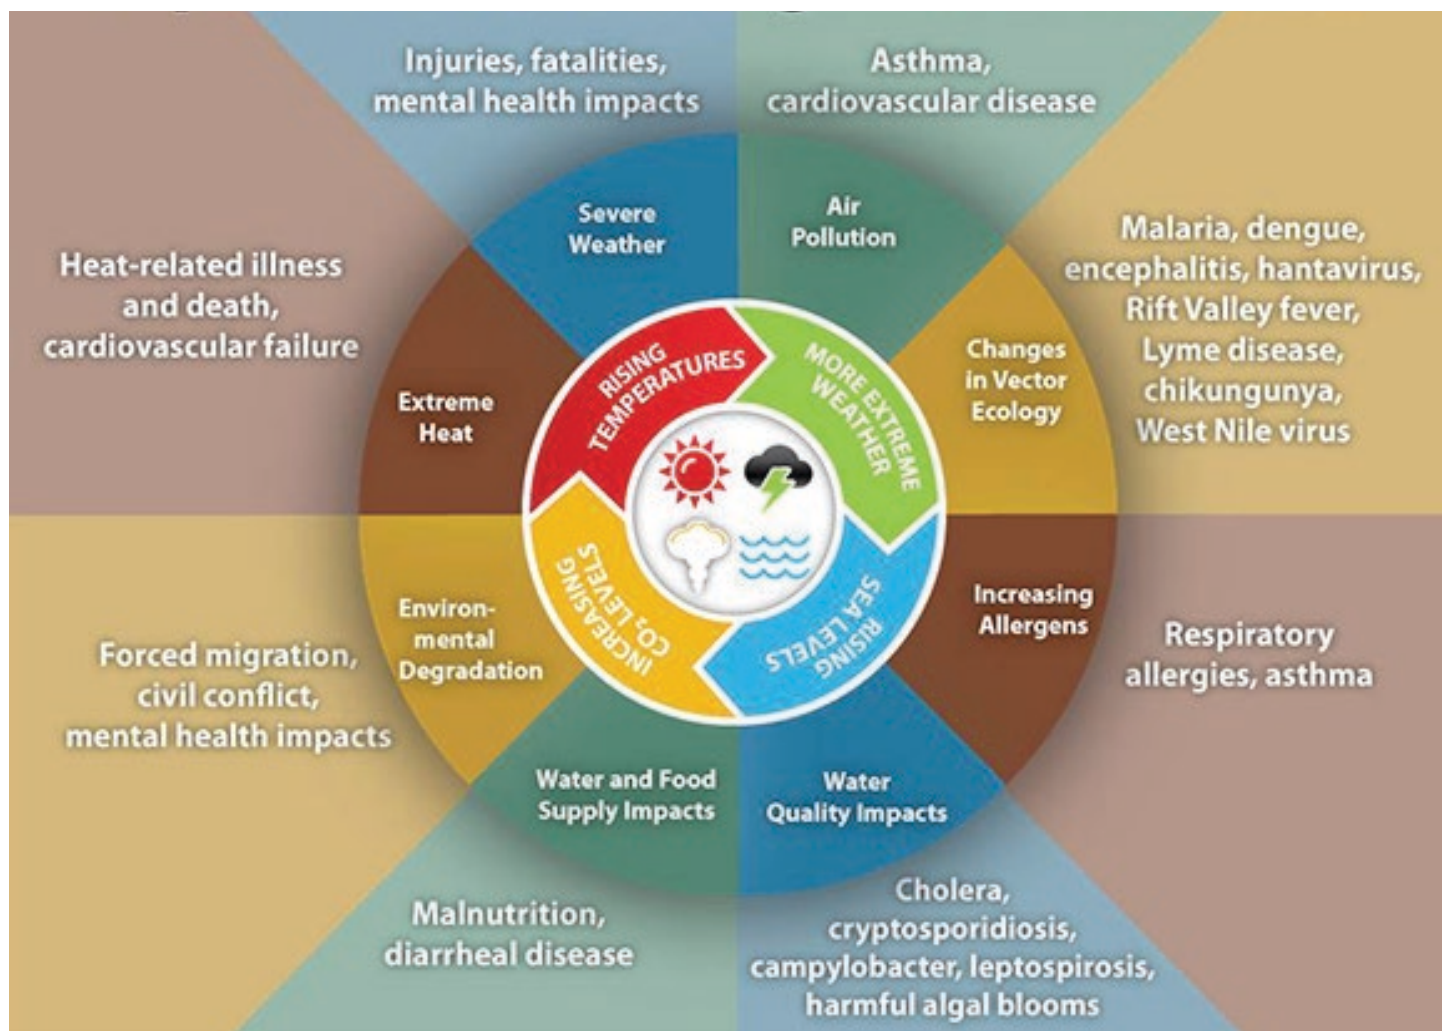 Injuries, fatalities,
mental health impacts
Asthma,
cardiovascular disease
Severe
Weather
Air
Pollution
Malaria, dengue,
encephalitis, hantavirus,
Rift Valley fever,
Lyme disease,
chikungunya,
West Nile virus
Heat-related illness
and death,
cardiovascular failure
Changes
in Vector
Ecology
Extreme
Heat
RISING
TEMPERATURES
MORE EXTREME
WEATHER
INCREASING
CO₂ LEVELS
RISING
SEA LEVELS
Increasing
Allergens
Environ-
mental
Degradation
Respiratory
allergies, asthma
Forced migration,
civil conflict,
mental health impacts
Water and Food
Supply Impacts
Water
Quality Impacts
Malnutrition,
diarrheal disease
Cholera,
cryptosporidiosis,
campylobacter, leptospirosis,
harmful algal blooms